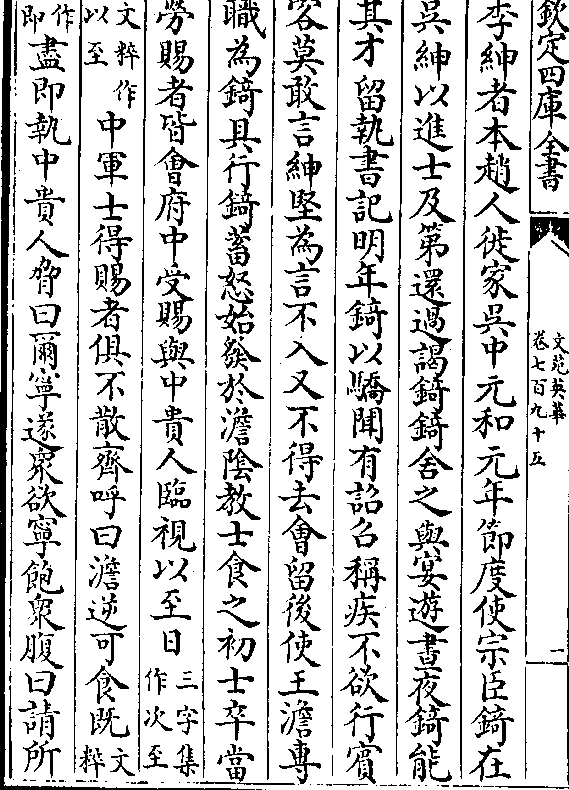 欽定四庫全書
文苑英華
卷七百九十五
一
李紳者本趙人徙家吳中元和元年節度使宗臣錡在
吳紳以進士及第還過謁錡錡舍之與宴遊晝夜錡能
其才留執書記明年錡以驕聞有詔召稱疾不欲行賔
客莫敢言紳堅為言不入又不得去會留後使王澹專
職為錡具行錡蓄怒始發於澹陰教士食之初士卒當
勞賜者皆會府中受賜與中貴人臨視以至日三字集作次至
中軍士得賜者俱不散齊呼曰澹逆可食既文粹
作即盡即執中貴人脅曰爾寧遂衆欲寧飽衆腹曰請所
文粹作以至